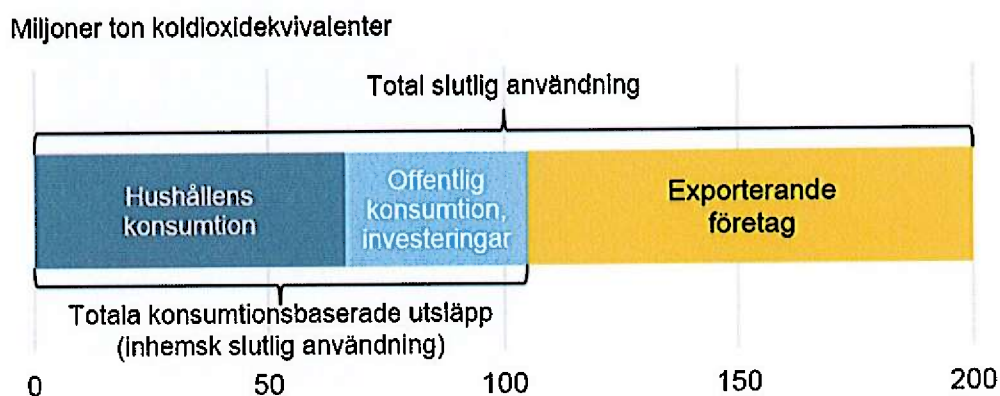 Miljoner ton koldioxidekvivalenter
Total slutlig användning
Hushållens
konsumtion
Offentlig
konsumtion,
investeringar
Exporterande
företag
Totala konsumtionsbaserade utsläpp
(inhemsk slutlig användning)
0 50 100 150 200